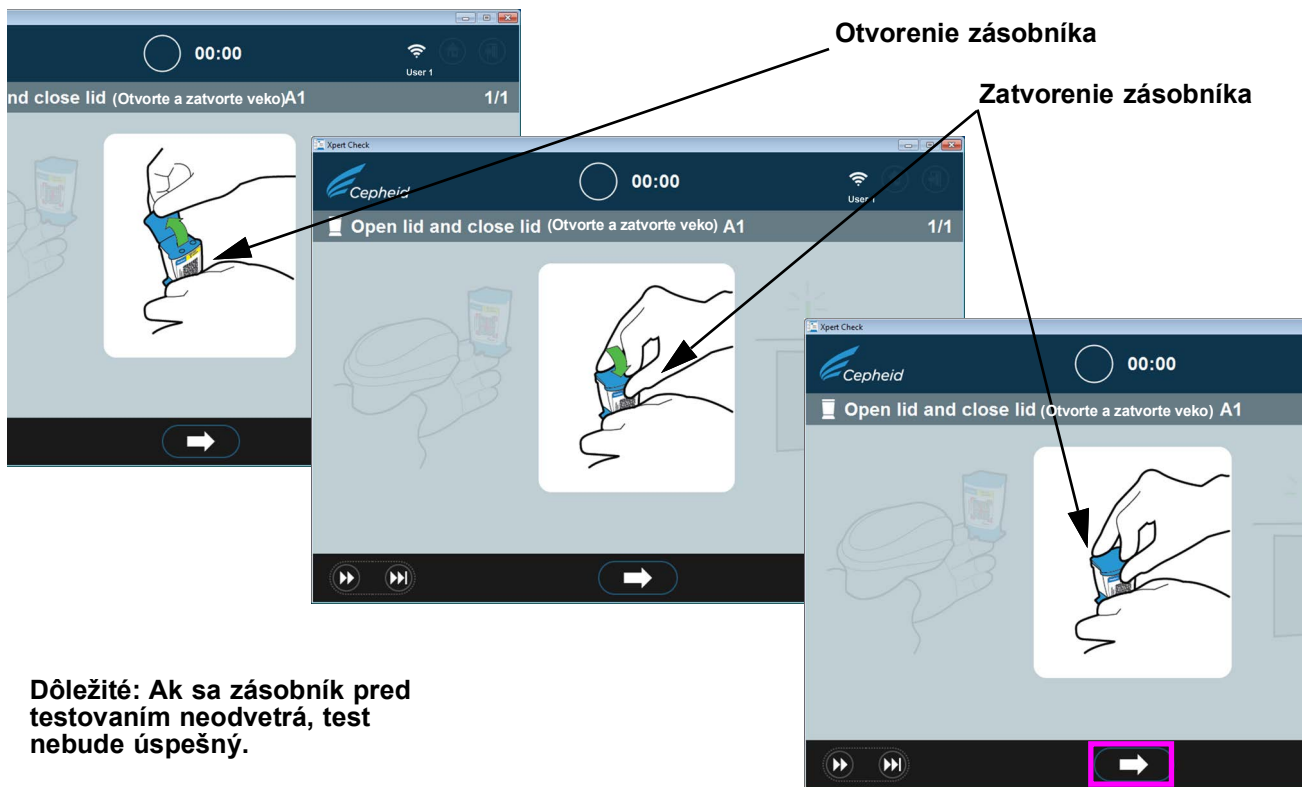 Otvorenie zásobníka
Zatvorenie zásobníka
00:00
User 1
nd close lid (Otvorte a zatvorte veko)A1 1/1
Xpert Check
Cepheid
00:00
User 1
Open lid and close lid (Otvorte a zatvorte veko) A1 1/1
Xpert Check
Cepheid
00:00
Open lid and close lid (Otvorte a zatvorte veko) A1
Dôležité: Ak sa zásobník pred
testovaním neodvetrá, test
nebude úspešný.